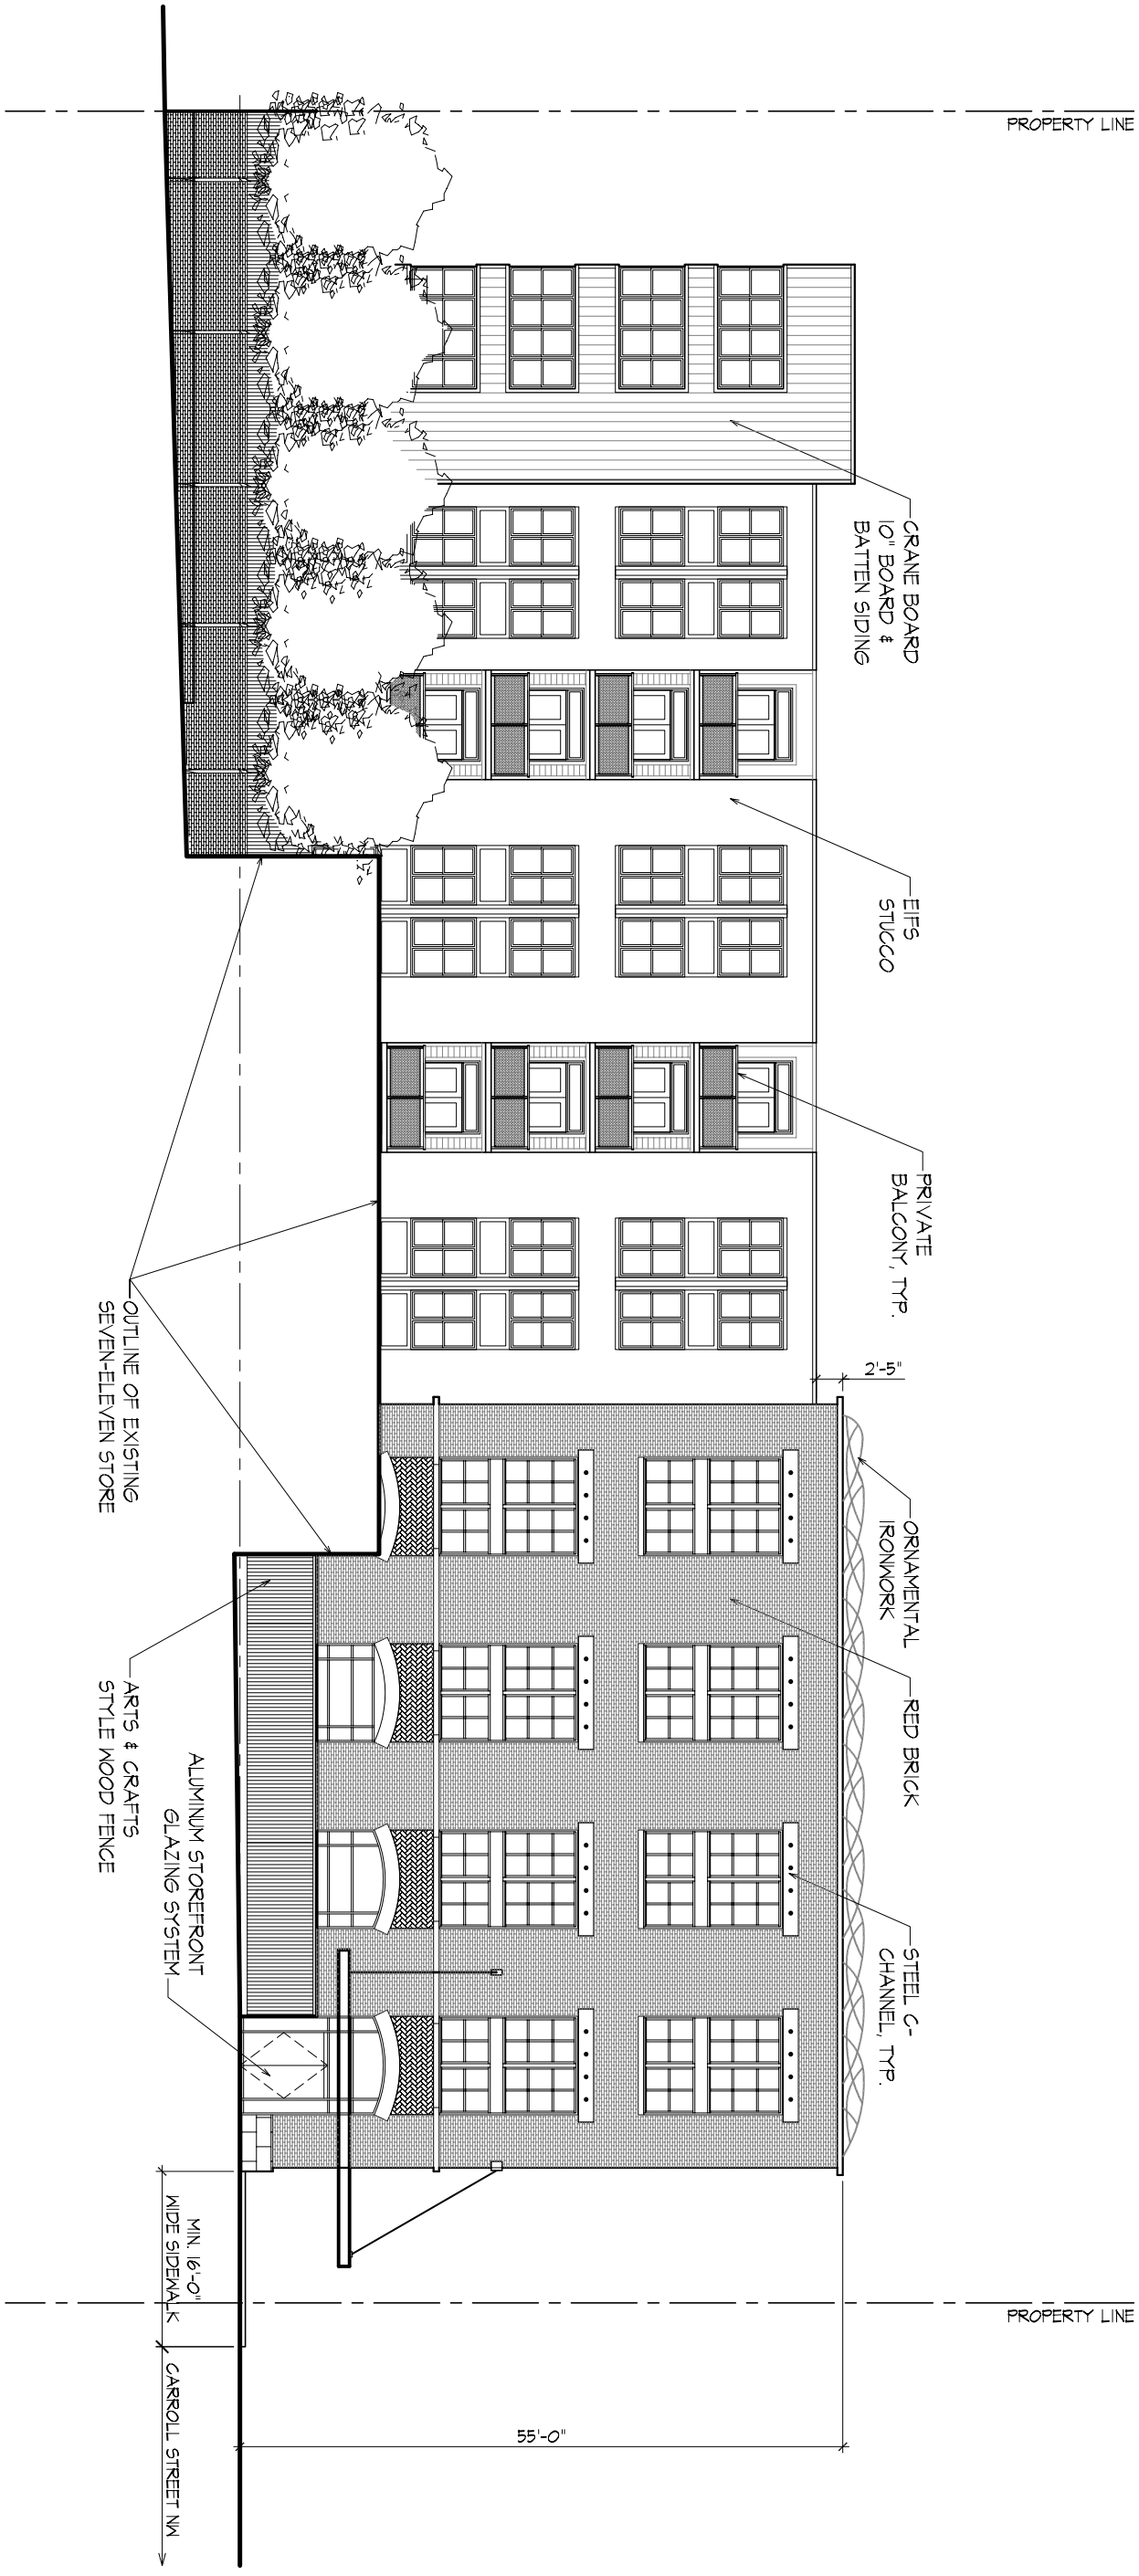 PROPERTY LINE
CRANE BOARD
10" BOARD &
BATTEN SIDING
EIFS
STUCCO
PRIVATE
BALCONY, TYP.
2'-5"
ORNAMENTAL
IRONWORK
RED BRICK
STEEL C-
CHANNEL, TYP.
PROPERTY LINE
55'-0"
OUTLINE OF EXISTING
SEVEN-ELEVEN STORE
ARTS & CRAFTS
STYLE WOOD FENCE
ALUMINUM STOREFRONT
GLAZING SYSTEM
MIN. 16'-0"
WIDE SIDEWALK
CARROLL STREET NW